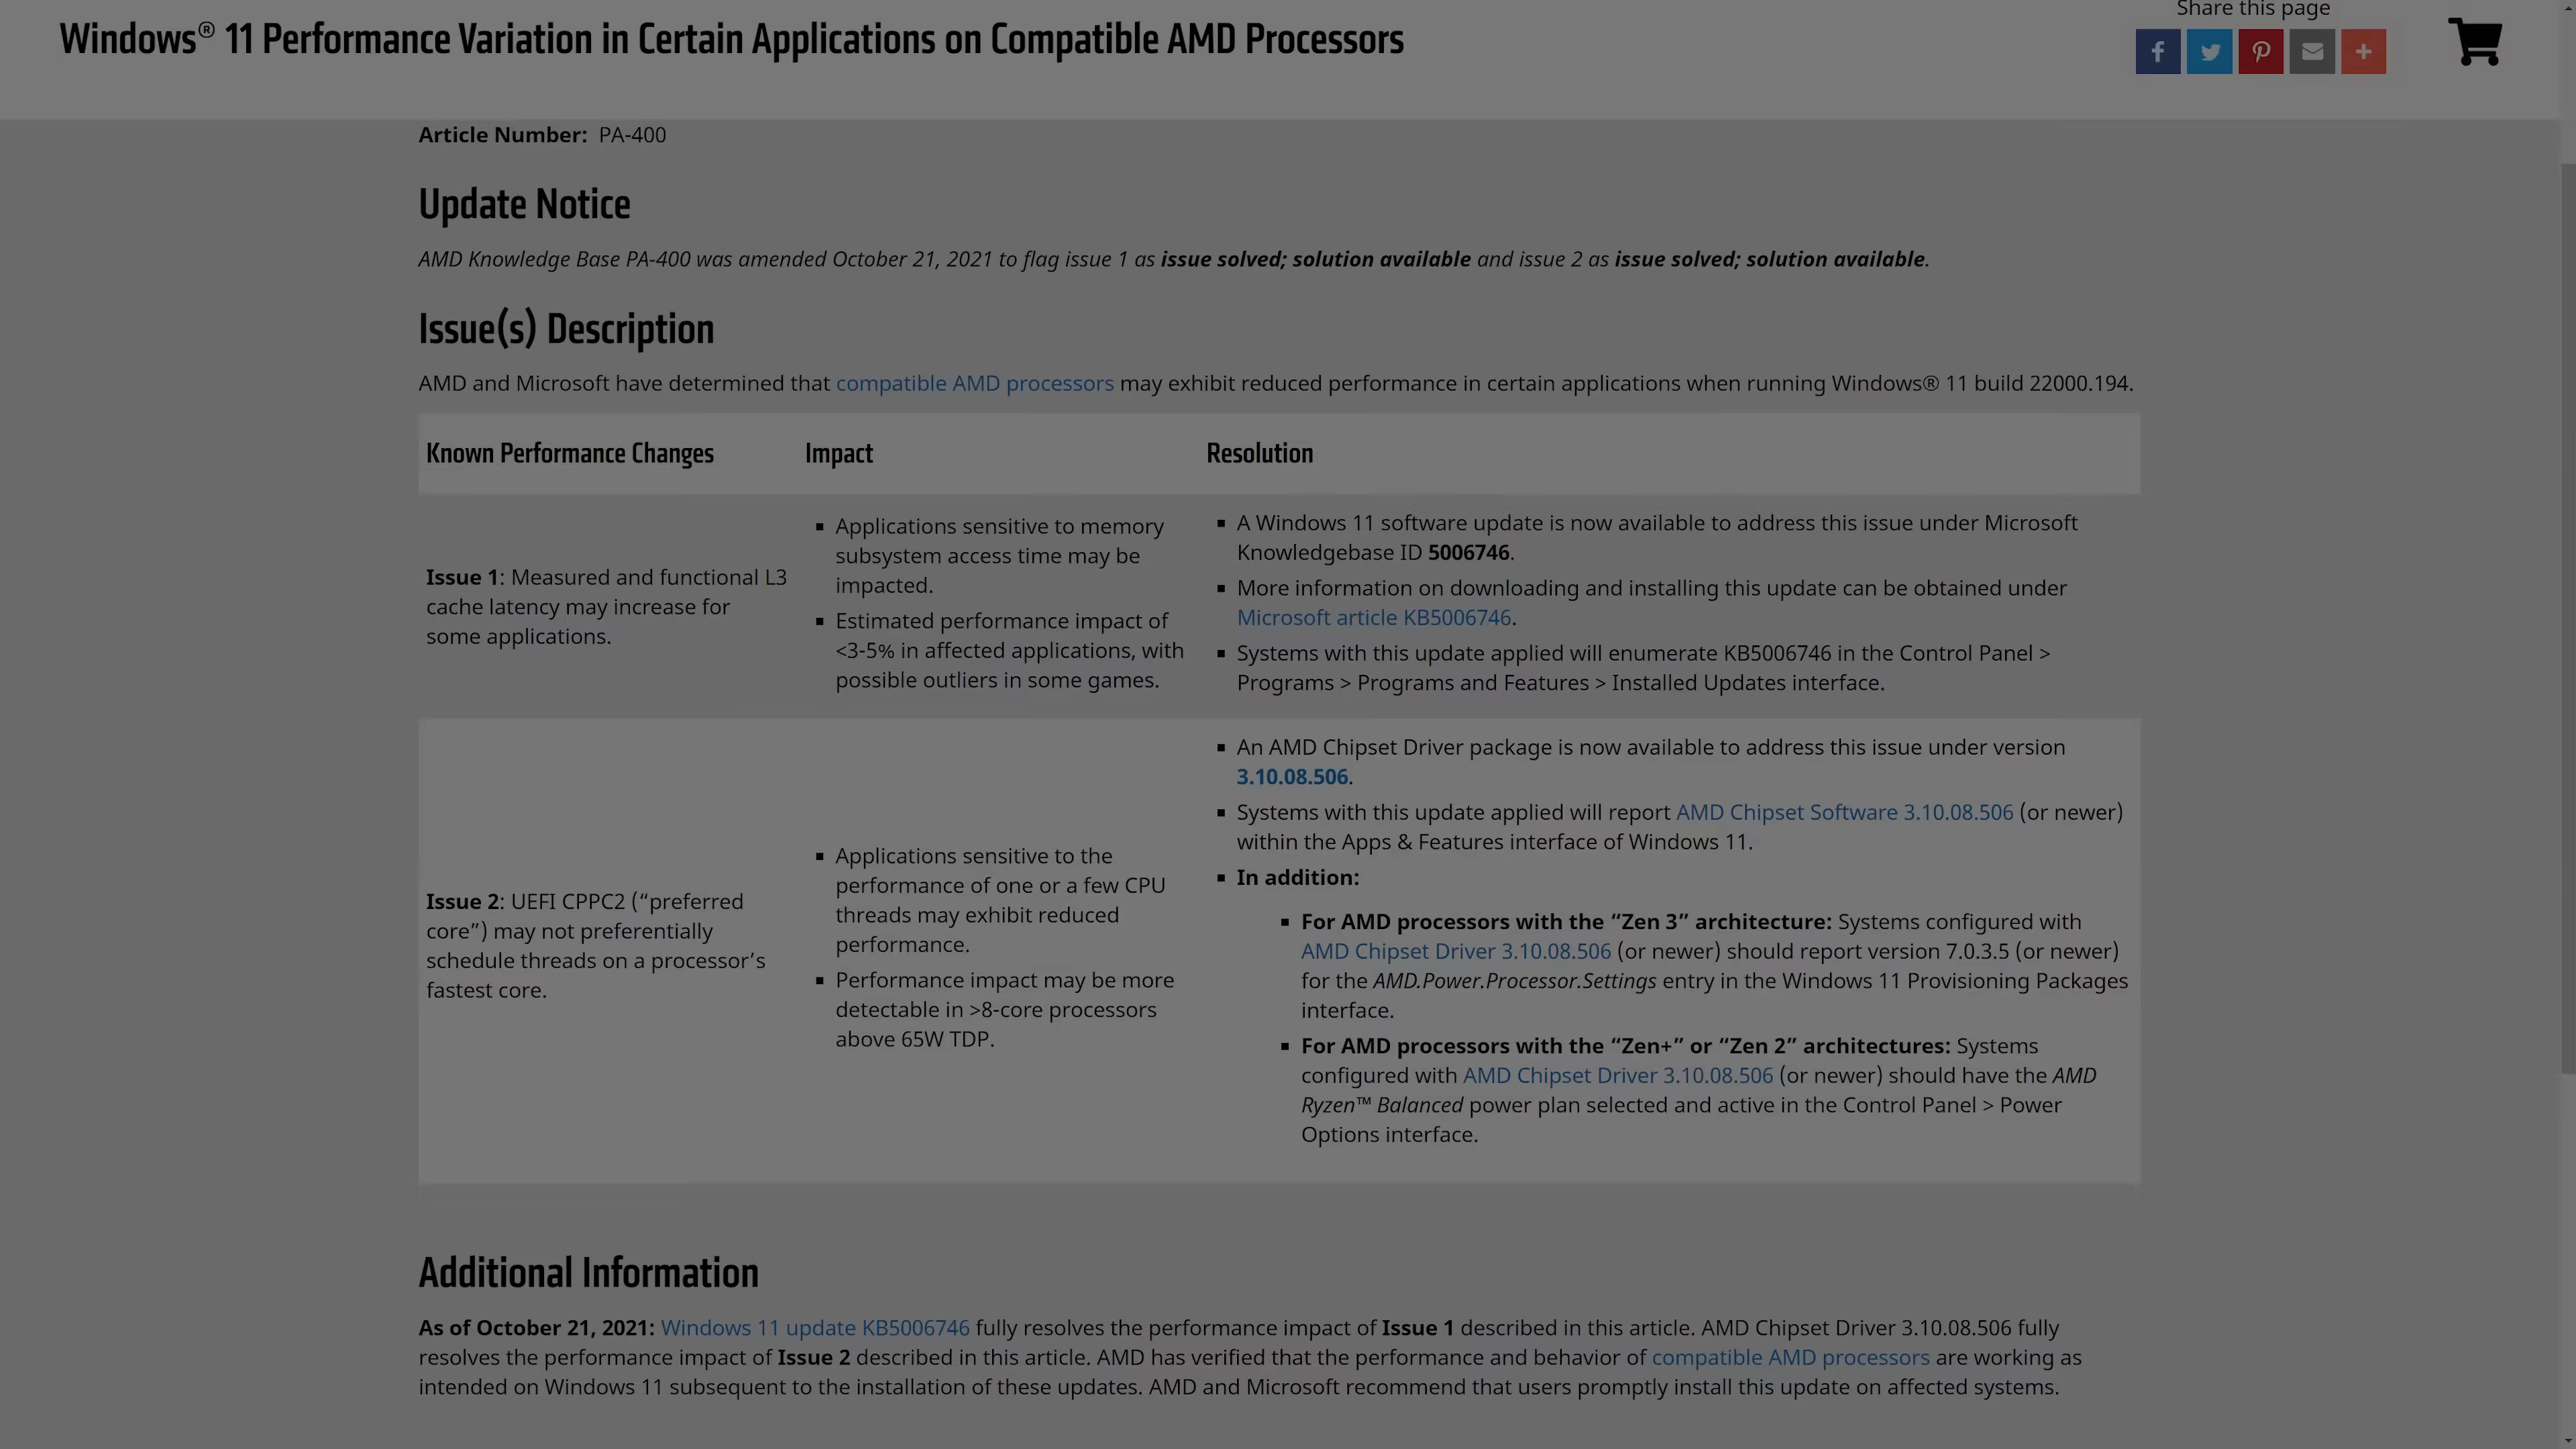 Share this page
Windows® 11 Performance Variation in Certain Applications on Compatible AMD Processors
Article Number: PA-400
Update Notice
AMD Knowledge Base PA-400 was amended October 21, 2021 to flag issue 1 as issue solved; solution available and issue 2 as issue solved; solution available.
Issue(s) Description
AMD and Microsoft have determined that compatible AMD processors may exhibit reduced performance in certain applications when running Windows® 11 build 22000.194.
Known Performance Changes
Impact
Resolution
Issue 1: Measured and functional L3
cache latency may increase for
some applications.
▪ Applications sensitive to memory
subsystem access time may be
impacted.
▪ Estimated performance impact of
<3-5% in affected applications, with
possible outliers in some games.
▪ A Windows 11 software update is now available to address this issue under Microsoft
Knowledgebase ID 5006746.
▪ More information on downloading and installing this update can be obtained under
Microsoft article KB5006746.
▪ Systems with this update applied will enumerate KB5006746 in the Control Panel >
Programs > Programs and Features > Installed Updates interface.
Issue 2: UEFI CPPC2 (“preferred
core”) may not preferentially
schedule threads on a processor’s
fastest core.
▪ Applications sensitive to the
performance of one or a few CPU
threads may exhibit reduced
performance.
▪ Performance impact may be more
detectable in >8-core processors
above 65W TDP.
▪ An AMD Chipset Driver package is now available to address this issue under version
3.10.08.506.
▪ Systems with this update applied will report AMD Chipset Software 3.10.08.506 (or newer)
within the Apps & Features interface of Windows 11.
▪ In addition:
▪ For AMD processors with the “Zen 3” architecture: Systems configured with
AMD Chipset Driver 3.10.08.506 (or newer) should report version 7.0.3.5 (or newer)
for the AMD.Power.Processor.Settings entry in the Windows 11 Provisioning Packages
interface.
▪ For AMD processors with the “Zen+” or “Zen 2” architectures: Systems
configured with AMD Chipset Driver 3.10.08.506 (or newer) should have the AMD
Ryzen™ Balanced power plan selected and active in the Control Panel > Power
Options interface.
Additional Information
As of October 21, 2021: Windows 11 update KB5006746 fully resolves the performance impact of Issue 1 described in this article. AMD Chipset Driver 3.10.08.506 fully
resolves the performance impact of Issue 2 described in this article. AMD has verified that the performance and behavior of compatible AMD processors are working as
intended on Windows 11 subsequent to the installation of these updates. AMD and Microsoft recommend that users promptly install this update on affected systems.